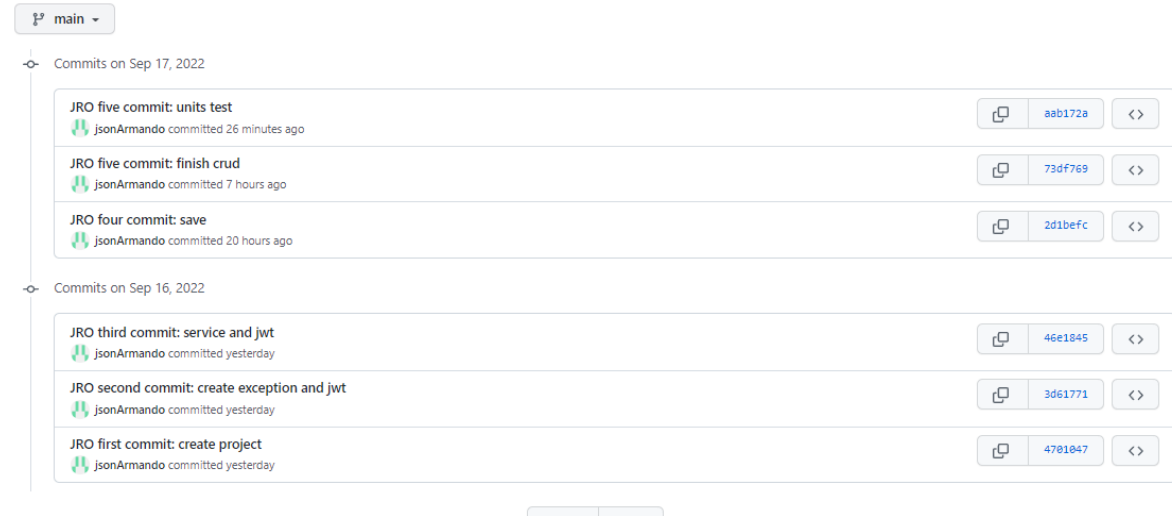 main
Commits on Sep 17, 2022
JRO five commit: units test
jsonArmando committed 26 minutes ago
aab172a
JRO five commit: finish crud
jsonArmando committed 7 hours ago
73df769
JRO four commit: save
jsonArmando committed 20 hours ago
2d1befc
Commits on Sep 16, 2022
JRO third commit: service and jwt
jsonArmando committed yesterday
46e1845
JRO second commit: create exception and jwt
jsonArmando committed yesterday
3d61771
JRO first commit: create project
jsonArmando committed yesterday
4701047